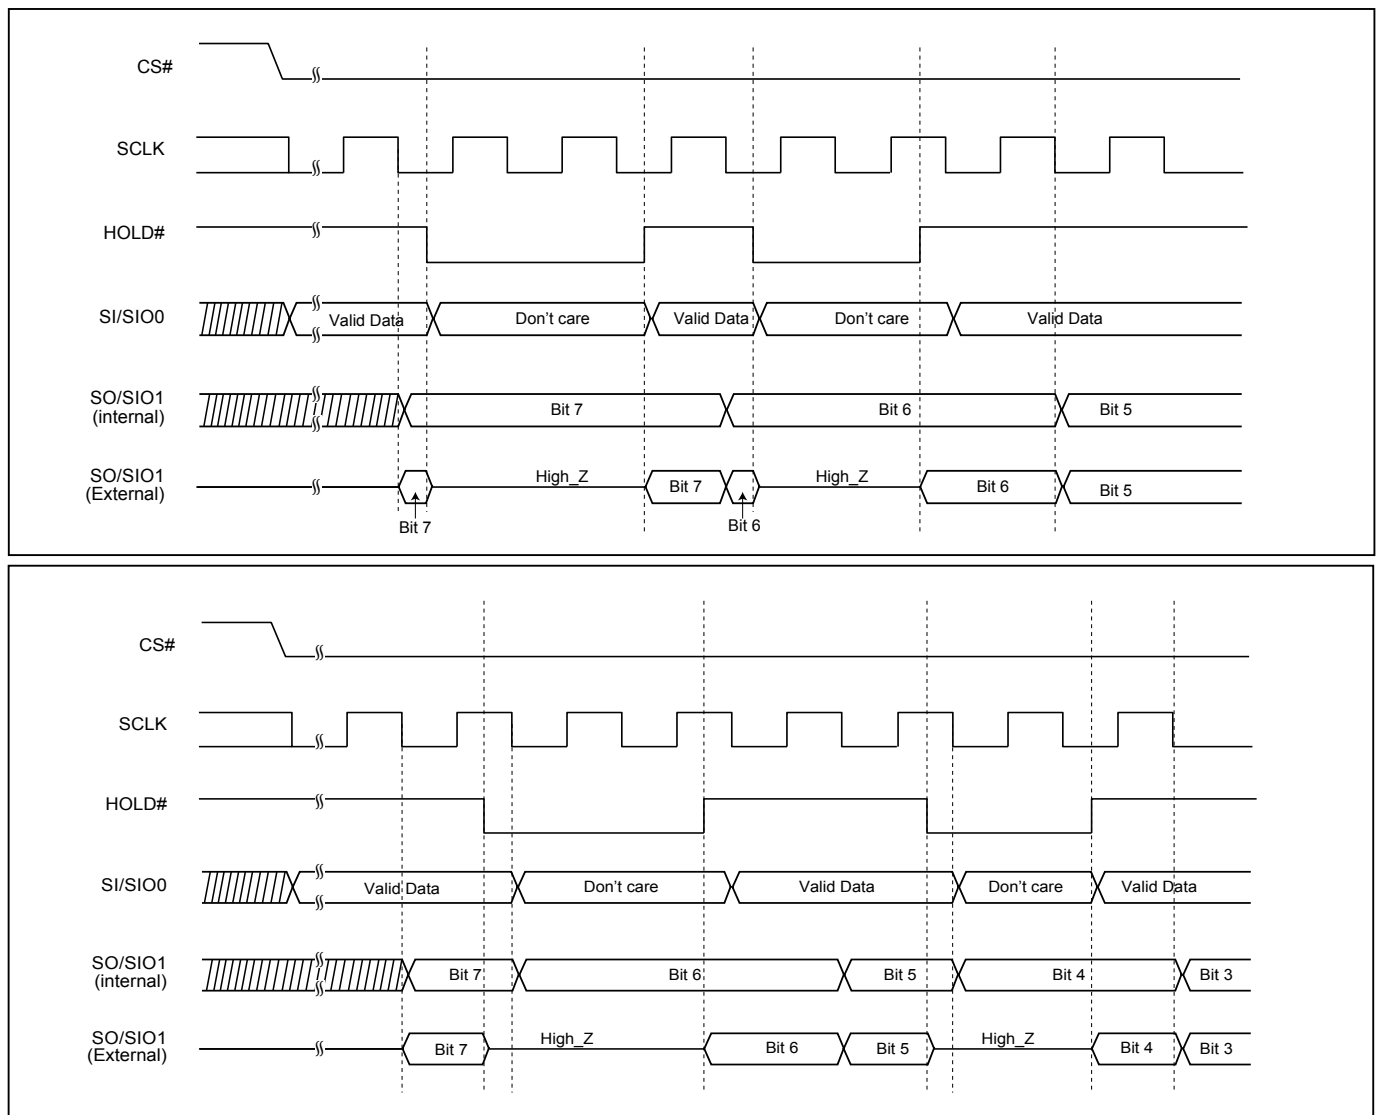 CS#
SCLK
HOLD#
SI/SIO0
Valid Data
Don't care
Valid Data
Don't care
Valid Data
SO/SIO1
(internal)
Bit 7
Bit 6
Bit 5
SO/SIO1
(External)
High_Z
Bit 7
High_Z
Bit 6
Bit 5
Bit 7
Bit 6
CS#
SCLK
HOLD#
SI/SIO0
Valid Data
Don't care
Valid Data
Don't care
Valid Data
SO/SIO1
(internal)
Bit 7
Bit 6
Bit 5
Bit 4
Bit 3
SO/SIO1
(External)
Bit 7
High_Z
Bit 6
Bit 5
High_Z
Bit 4
Bit 3